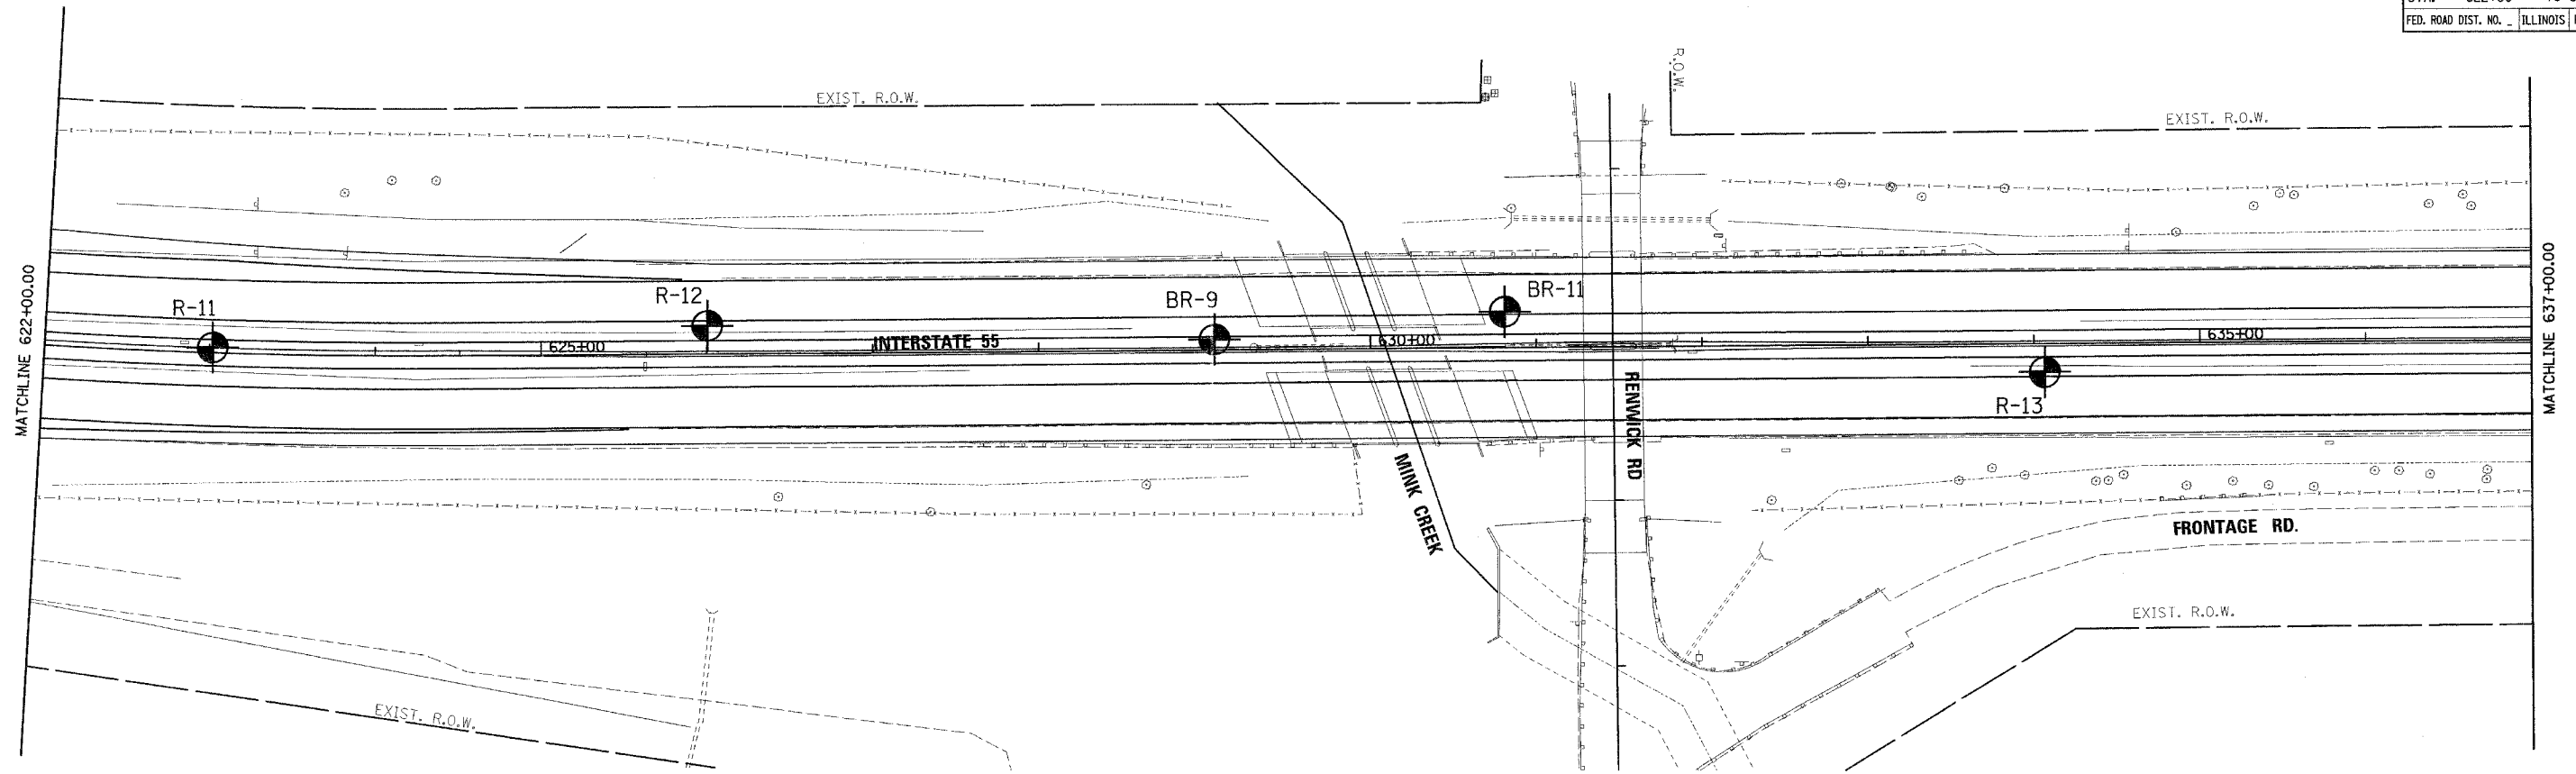 FED. ROAD DIST. NO. _ ILLINOIS
R.O.W.
EXIST. R.O.W.
EXIST. R.O.W.
MATCHLINE 622+00.00
MATCHLINE 637+00.00
R-11
R-12
BR-9
BR-11
625+00
INTERSTATE 55
630+00
635+00
RENWICK RD
R-13
MINK CREEK
FRONTAGE RD.
EXIST. R.O.W.
EXIST. R.O.W.